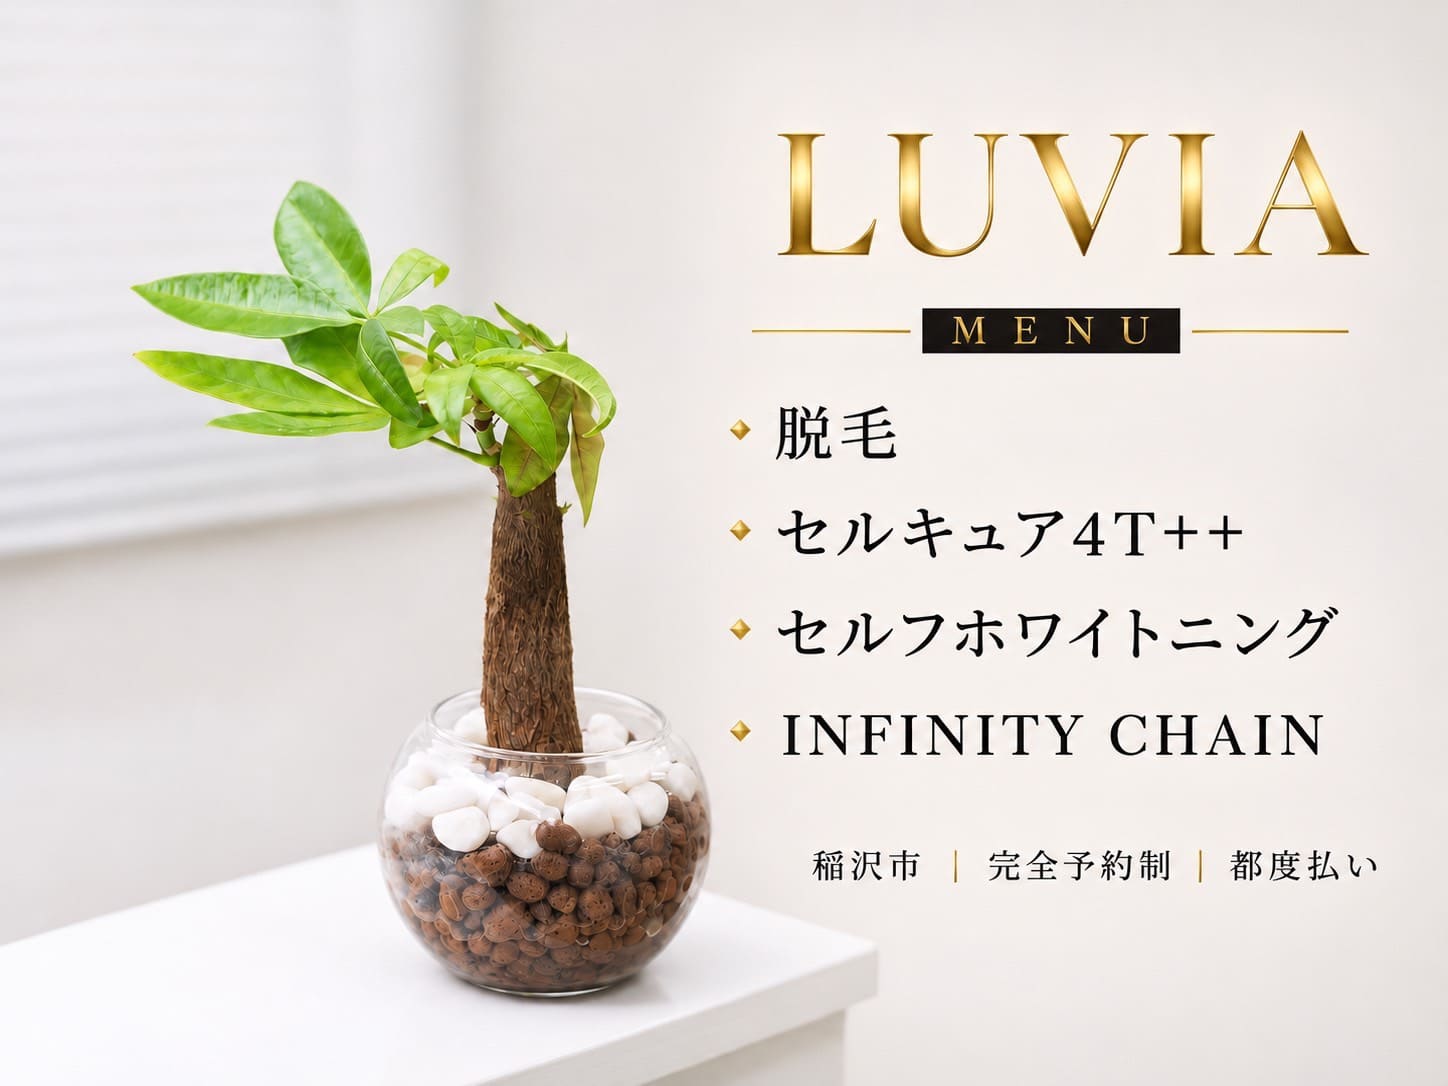 LUVIA
MENU
脱毛
セルキュア4T++
セルフホワイトニング
INFINITY CHAIN
稲沢市 | 完全予約制 | 都度払い